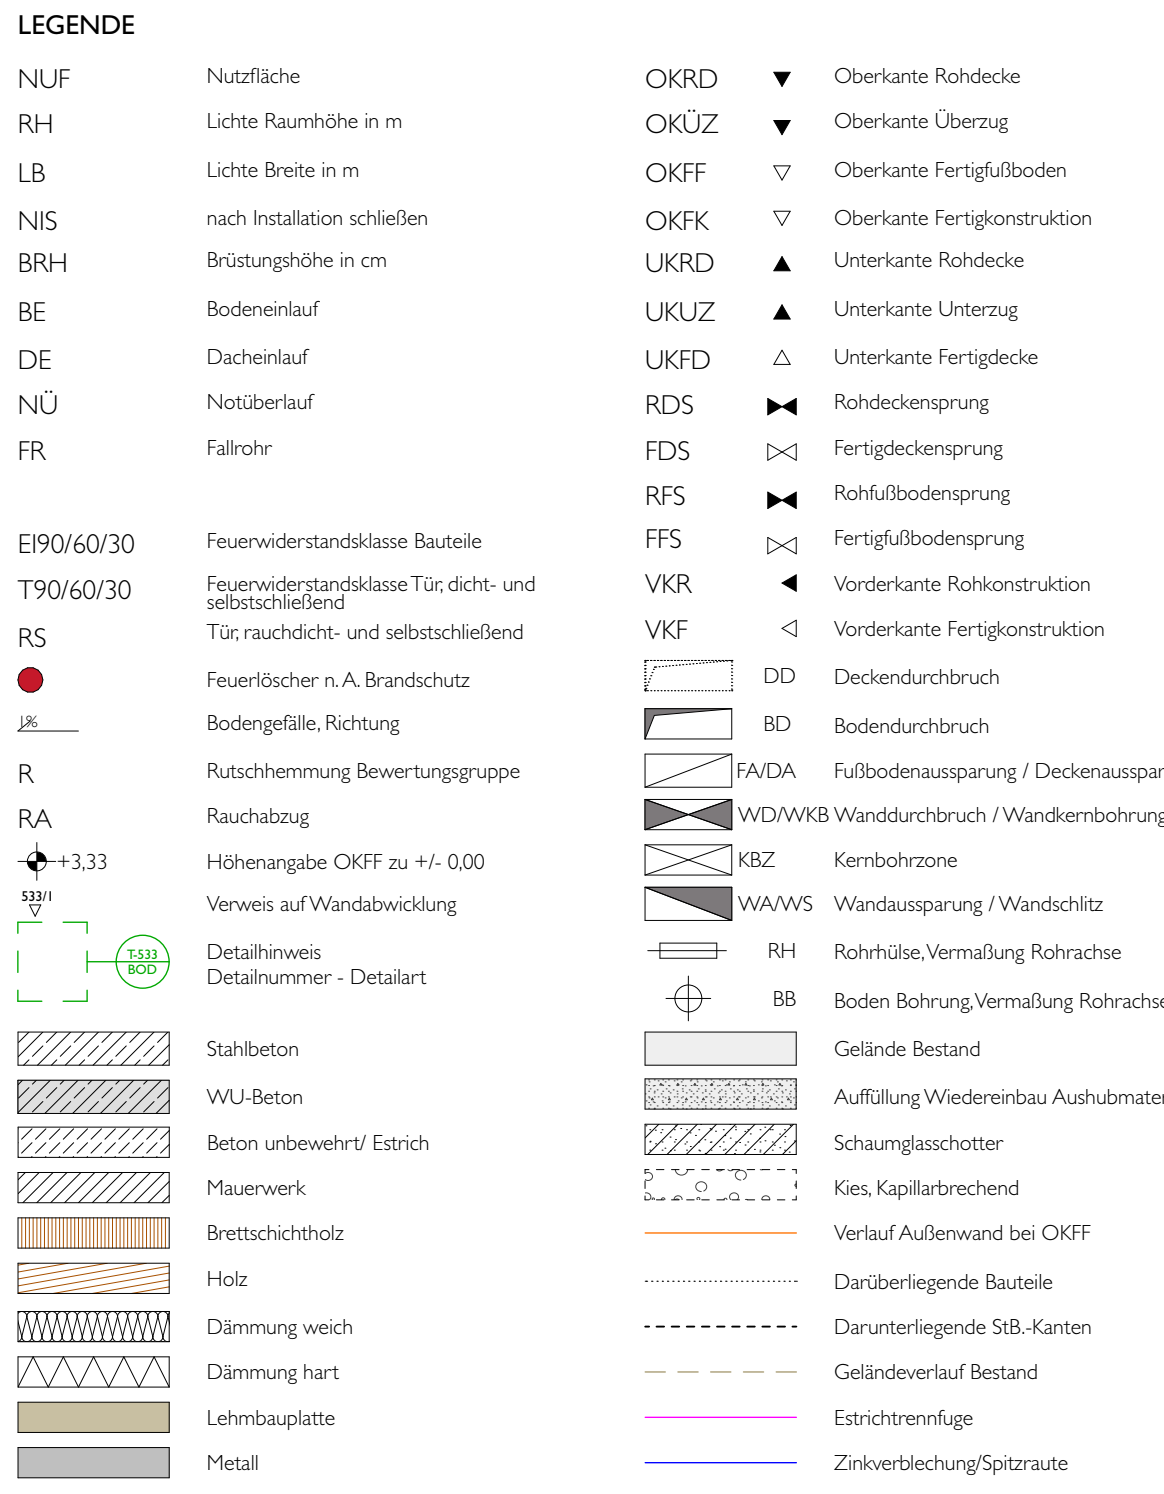 LEGENDE
NUF Nutzfläche
RH Lichte Raumhöhe in m
LB Lichte Breite in m
NIS nach Installation schließen
BRH Brüstungshöhe in cm
BE Bodeneinlauf
DE Dacheinlauf
NÜ Notüberlauf
FR Fallrohr
EI90/60/30 Feuerwiderstandsklasse Bauteile
T90/60/30 Feuerwiderstandsklasse Tür, dicht- und
selbstschließend
RS Tür, rauchdicht- und selbstschließend
Feuerlöscher n. A. Brandschutz
% Bodengefälle, Richtung
R Rutschhemmung Bewertungsgruppe
RA Rauchabzug
+3,33 Höhenangabe OKFF zu +/- 0,00
533/1 Verweis auf Wandabwicklung
T-533
BOD
Detailhinweis
Detailnummer - Detailart
Stahlbeton
WU-Beton
Beton unbewehrt/ Estrich
Mauerwerk
Brettschichtholz
Holz
Dämmung weich
Dämmung hart
Lehmbauplatte
Metall
OKRD Oberkante Rohdecke
OKÜZ Oberkante Überzug
OKFF Oberkante Fertigfußboden
OKFK Oberkante Fertigkonstruktion
UKRD Unterkante Rohdecke
UKUZ Unterkante Unterzug
UKFD Unterkante Fertigdecke
RDS Rohdeckensprung
FDS Fertigdeckensprung
RFS Rohfußbodensprung
FFS Fertigfußbodensprung
VKR Vorderkante Rohkonstruktion
VKF Vorderkante Fertigkonstruktion
DD Deckendurchbruch
BD Bodendurchbruch
FA/DA Fußbodenaussparung / Deckenausspar
WD/WKB Wanddurchbruch / Wandkernbohrung
KBZ Kernbohrzone
WA/WS Wandaussparung / Wandschlitz
RH Rohrhülse, Vermaßung Rohrachse
BB Boden Bohrung, Vermaßung Rohrachse
Gelände Bestand
Auffüllung Wiedereinbau Aushubmater
Schaumglasschotter
Kies, Kapillarbrechend
Verlauf Außenwand bei OKFF
Darüberliegende Bauteile
Darunterliegende StB.-Kanten
Geländeverlauf Bestand
Estrichtrennfuge
Zinkverblechung/Spitzraute